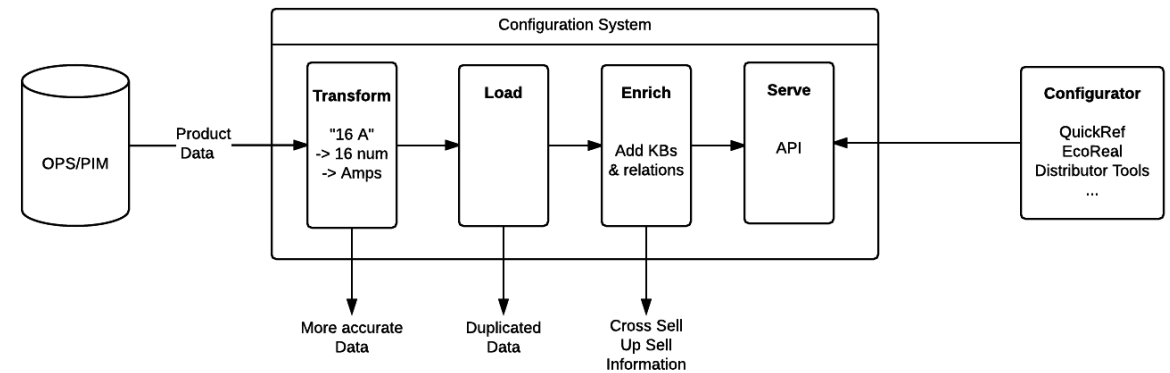 Configuration System
OPS/PIM
Product
Data
Transform
"16 A"
-> 16 num
-> Amps
Load
Enrich
Add KBs
& relations
Serve
API
Configurator
QuickRef
EcoReal
Distributor Tools
...
More accurate
Data
Duplicated
Data
Cross Sell
Up Sell
Information